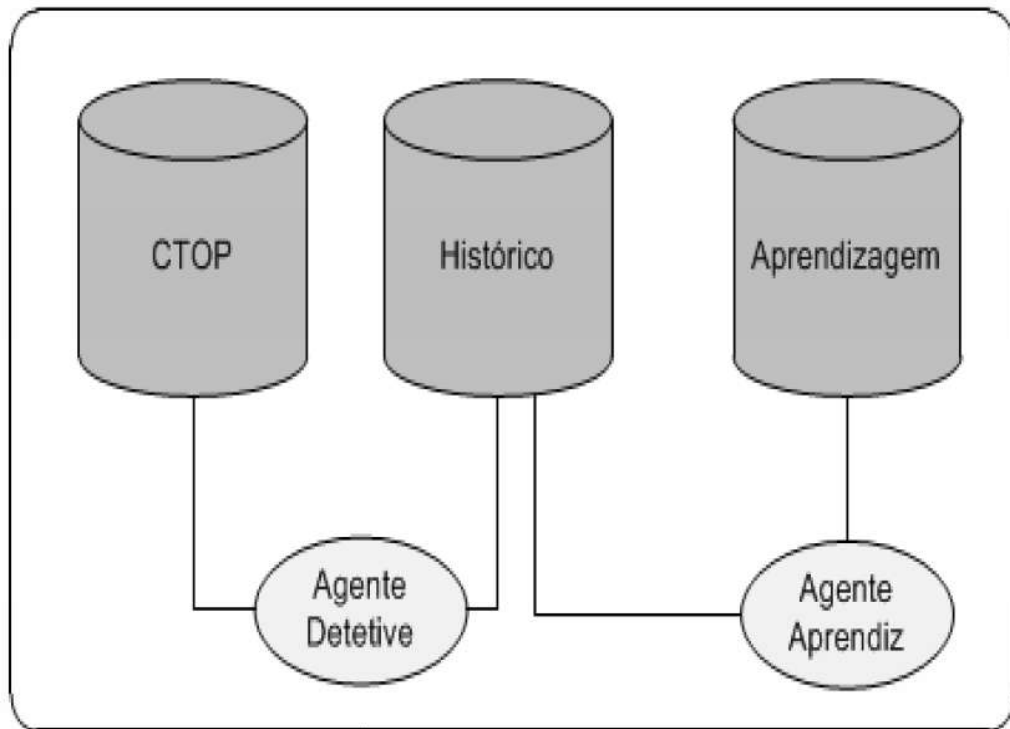 CTOP
Histórico
Aprendizagem
Agente
Detetive
Agente
Aprendiz